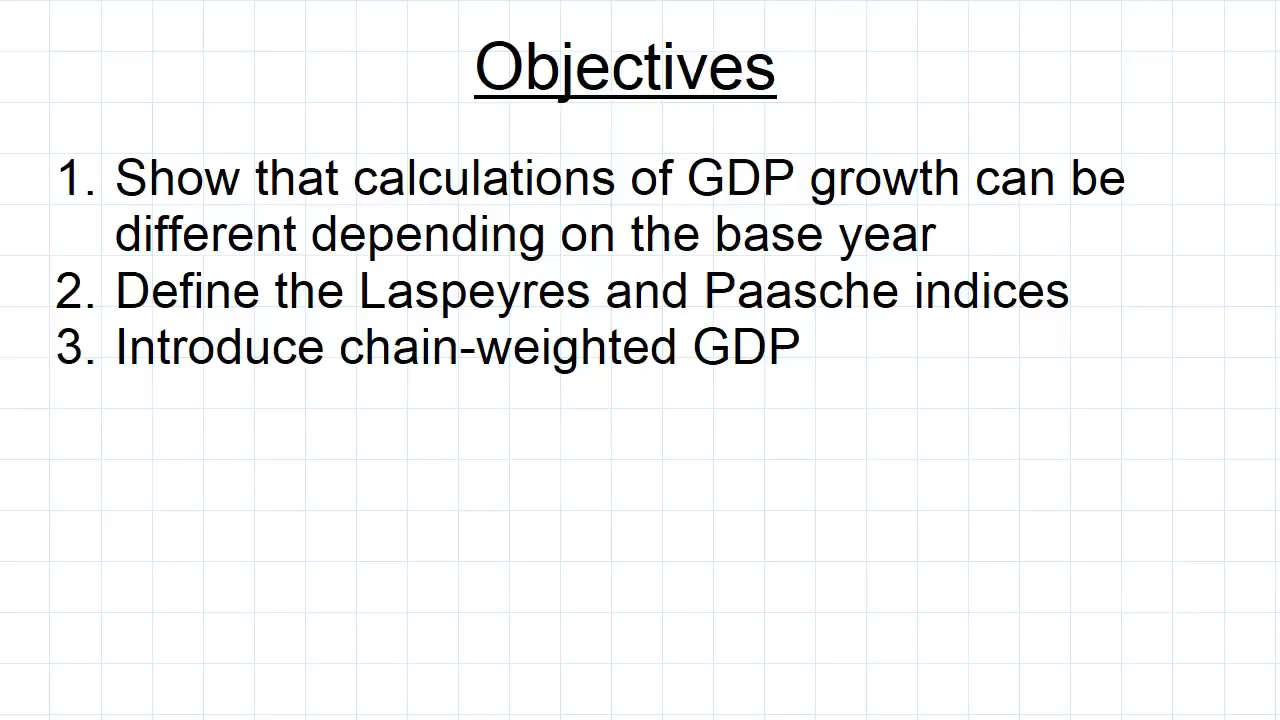 Objectives
1. Show that calculations of GDP growth can be
different depending on the base year
2. Define the Laspeyres and Paasche indices
3. Introduce chain-weighted GDP